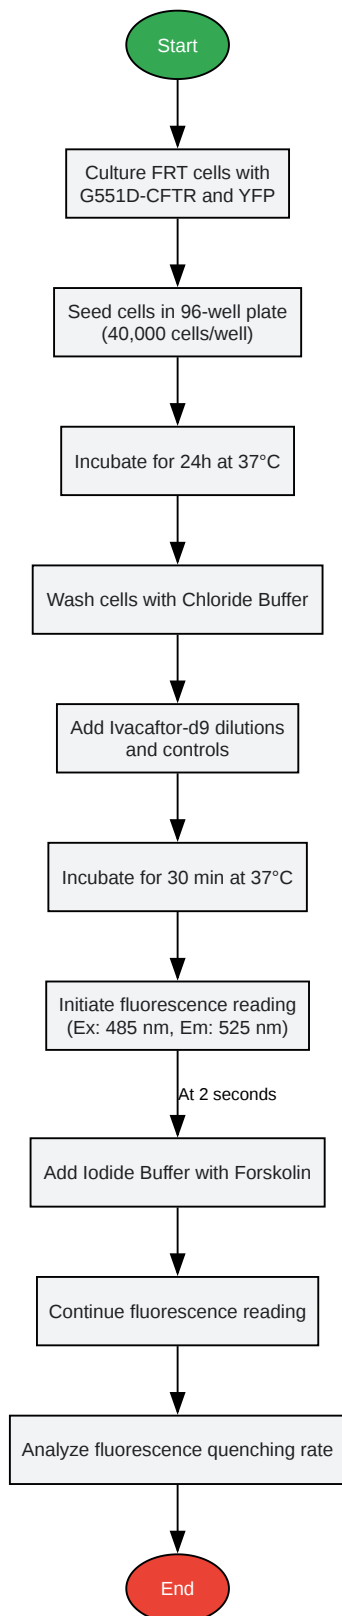 Start
Culture FRT cells with
G551D-CFTR and YFP
Seed cells in 96-well plate
(40,000 cells/well)
Incubate for 24h at 37°C
Wash cells with Chloride Buffer
Add Ivacaftor-d9 dilutions
and controls
Incubate for 30 min at 37°C
Initiate fluorescence reading
(Ex: 485 nm, Em: 525 nm)
At 2 seconds
Add Iodide Buffer with Forskolin
Continue fluorescence reading
Analyze fluorescence quenching rate
End